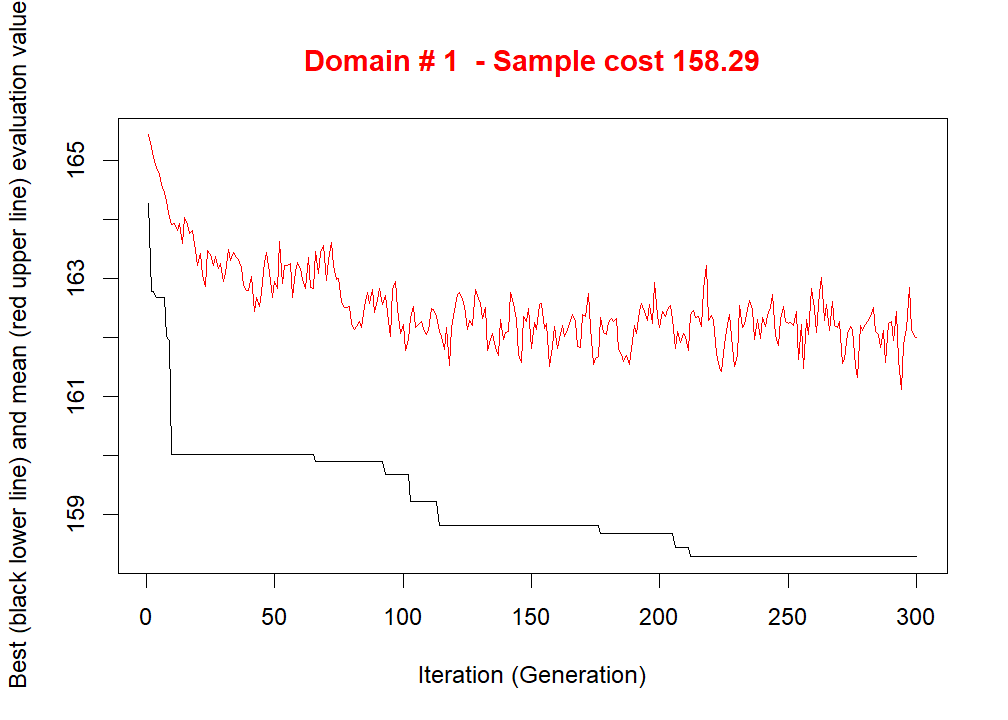 Domain # 1  - Sample cost 158.29
Best (black lower line) and mean (red upper line) evaluation value
165
163
161
159
0 50 100 150 200 250 300
Iteration (Generation)